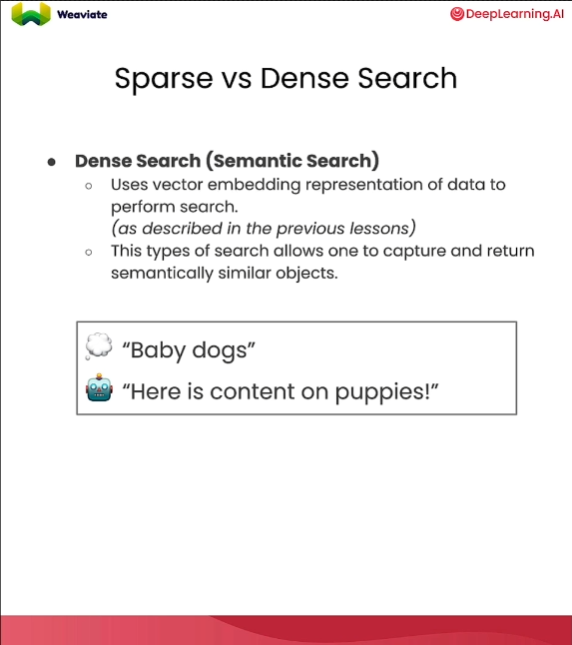 Weaviate
DeepLearning.AI
Sparse vs Dense Search
● Dense Search (Semantic Search)
○ Uses vector embedding representation of data to
perform search.
(as described in the previous lessons)
○ This types of search allows one to capture and return
semantically similar objects.
“Baby dogs”
“Here is content on puppies!”